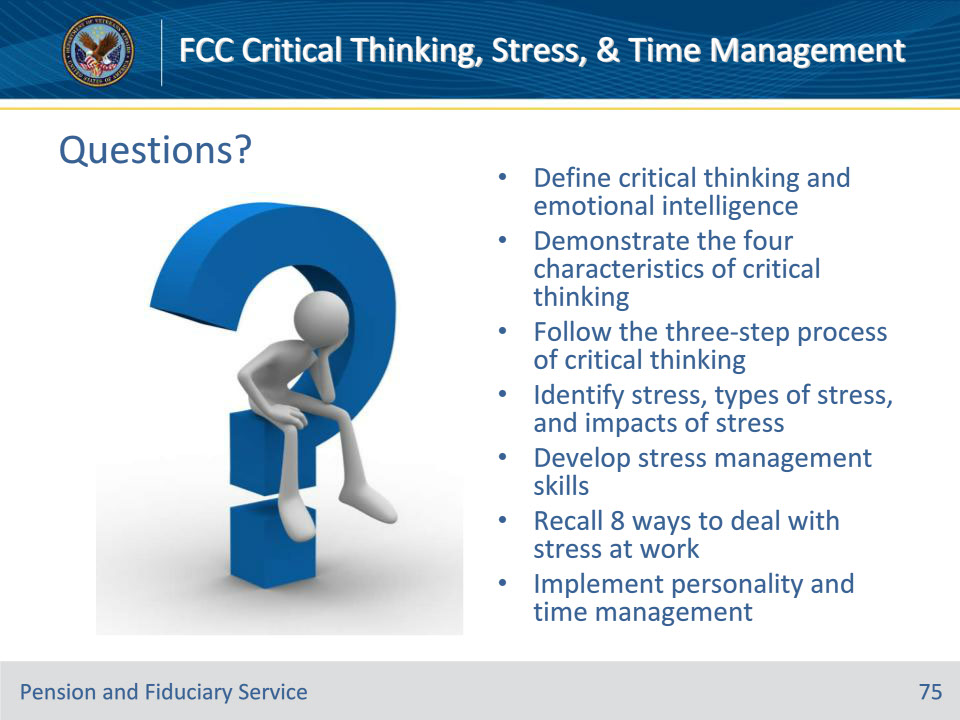 FCC Critical Thinking, Stress, & Time Management
Questions?
• Define critical thinking and
emotional intelligence
• Demonstrate the four
characteristics of critical
thinking
• Follow the three-step process
of critical thinking
• Identify stress, types of stress,
and impacts of stress
• Develop stress management
skills
• Recall 8 ways to deal with
stress at work
• Implement personality and
time management
Pension and Fiduciary Service
75